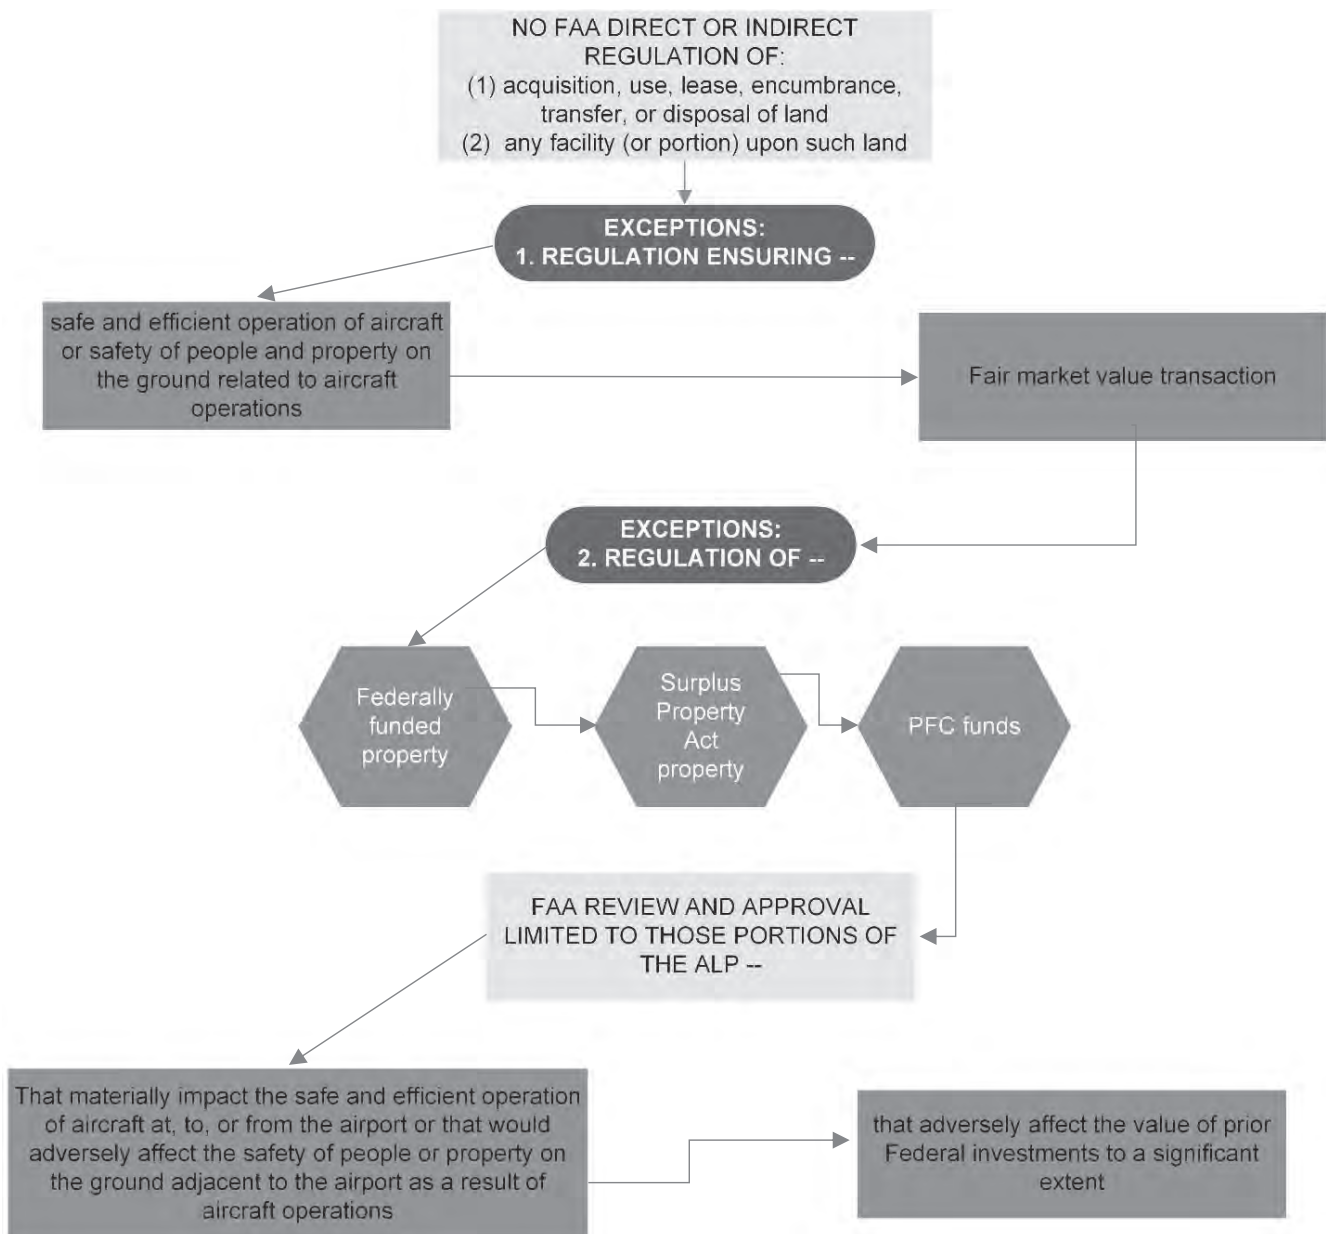 NO FAA DIRECT OR INDIRECT
REGULATION OF:
(1) acquisition, use, lease, encumbrance,
transfer, or disposal of land
(2) any facility (or portion) upon such land
EXCEPTIONS:
1. REGULATION ENSURING --
safe and efficient operation of aircraft
or safety of people and property on
the ground related to aircraft
operations
Fair market value transaction
EXCEPTIONS:
2. REGULATION OF --
Federally
funded
property
Surplus
Property
Act
property
PFC funds
FAA REVIEW AND APPROVAL
LIMITED TO THOSE PORTIONS OF
THE ALP --
That materially impact the safe and efficient operation
of aircraft at, to, or from the airport or that would
adversely affect the safety of people or property on
the ground adjacent to the airport as a result of
aircraft operations
that adversely affect the value of prior
Federal investments to a significant
extent